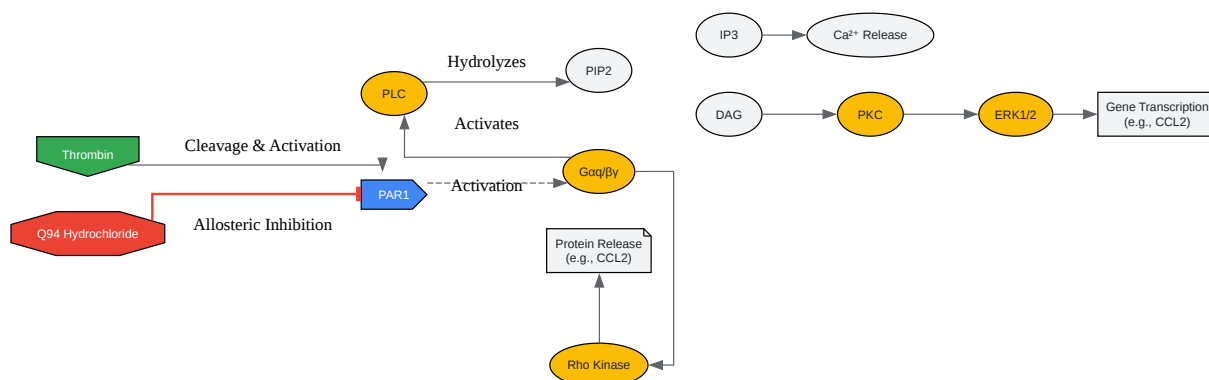 IP3
Ca²⁺ Release
Hydrolyzes
PIP2
PLC
DAG
PKC
ERK1/2
Gene Transcription
(e.g., CCL2)
Activates
Cleavage & Activation
Thrombin
Gαq/βγ
Activation
PAR1
Allosteric Inhibition
Q94 Hydrochloride
Protein Release
(e.g., CCL2)
Rho Kinase